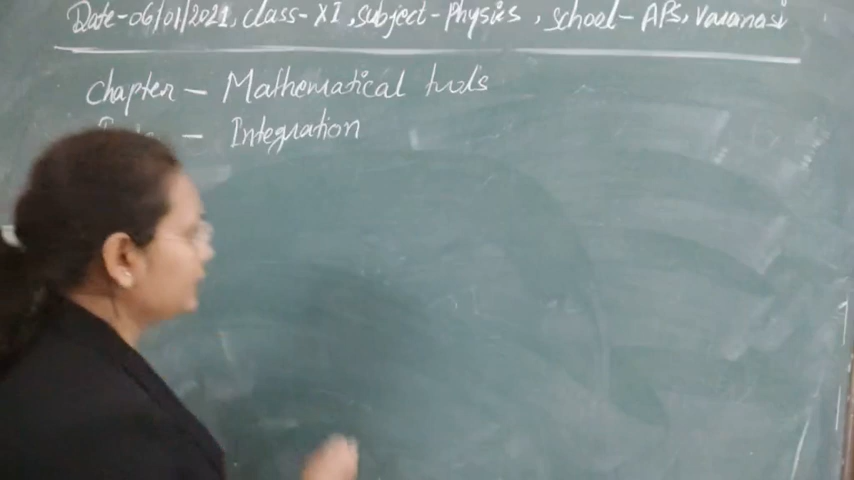 Date-06/01/2021, class-XI, subject-Physics, school-APS, Varanasi
chapter - Mathematical tools
- Integration